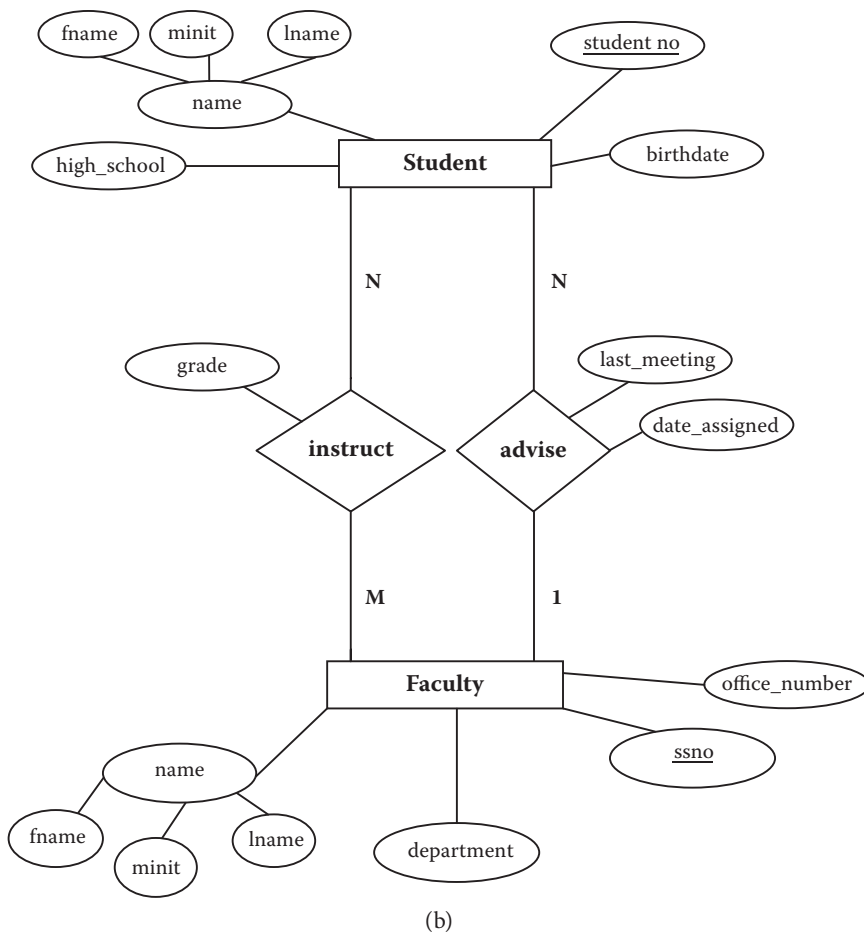 fname
minit
lname
student no
name
birthdate
high_school
Student
N
N
last_meeting
grade
date_assigned
instruct
advise
M
1
Faculty
office_number
ssno
name
fname
lname
department
minit
(b)